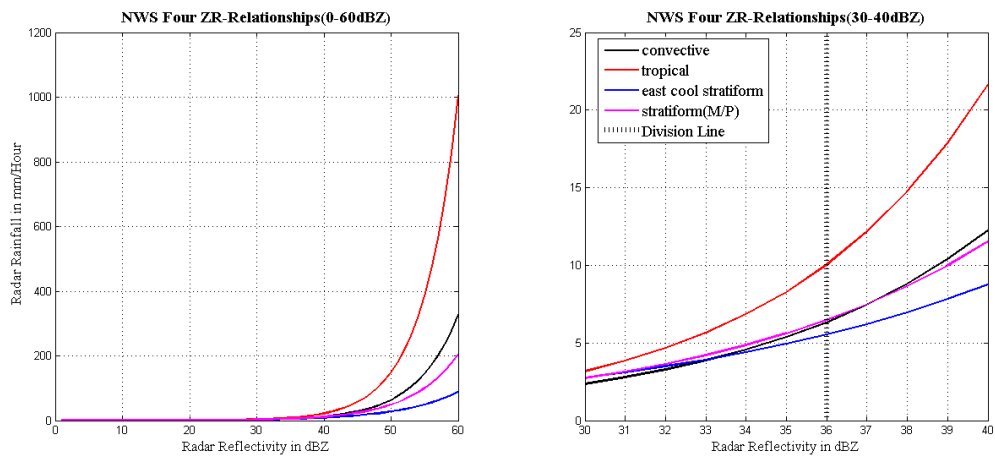 NWS Four ZR-Relationships(0-60dBZ)
1200
1000
800
600
400
200
0
Radar Rainfall in mm/Hour
0 10 20 30 40 50 60
Radar Reflectivity in dBZ
NWS Four ZR-Relationships(30-40dBZ)
convective
tropical
east cool stratiform
stratiform(M/P)
Division Line
25
20
15
10
5
0
30 31 32 33 34 35 36 37 38 39 40
Radar Reflectivity in dBZ